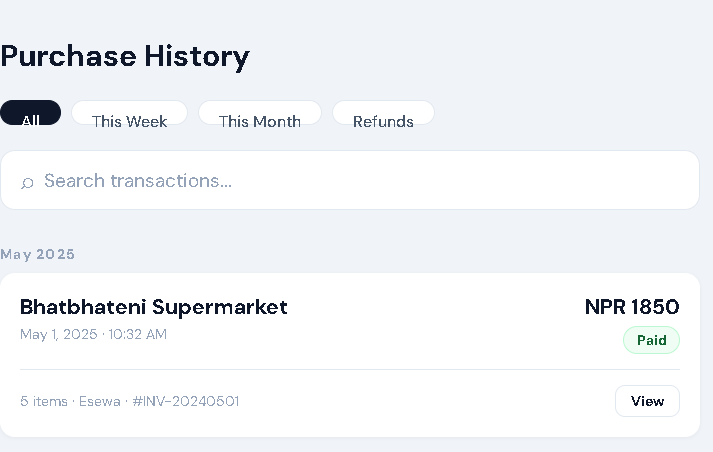 Purchase History
All This Week This Month Refunds
Search transactions...
May 2025
Bhatbhateni Supermarket NPR 1850
May 1, 2025 · 10:32 AM Paid
5 items · Esewa · #INV-20240501 View